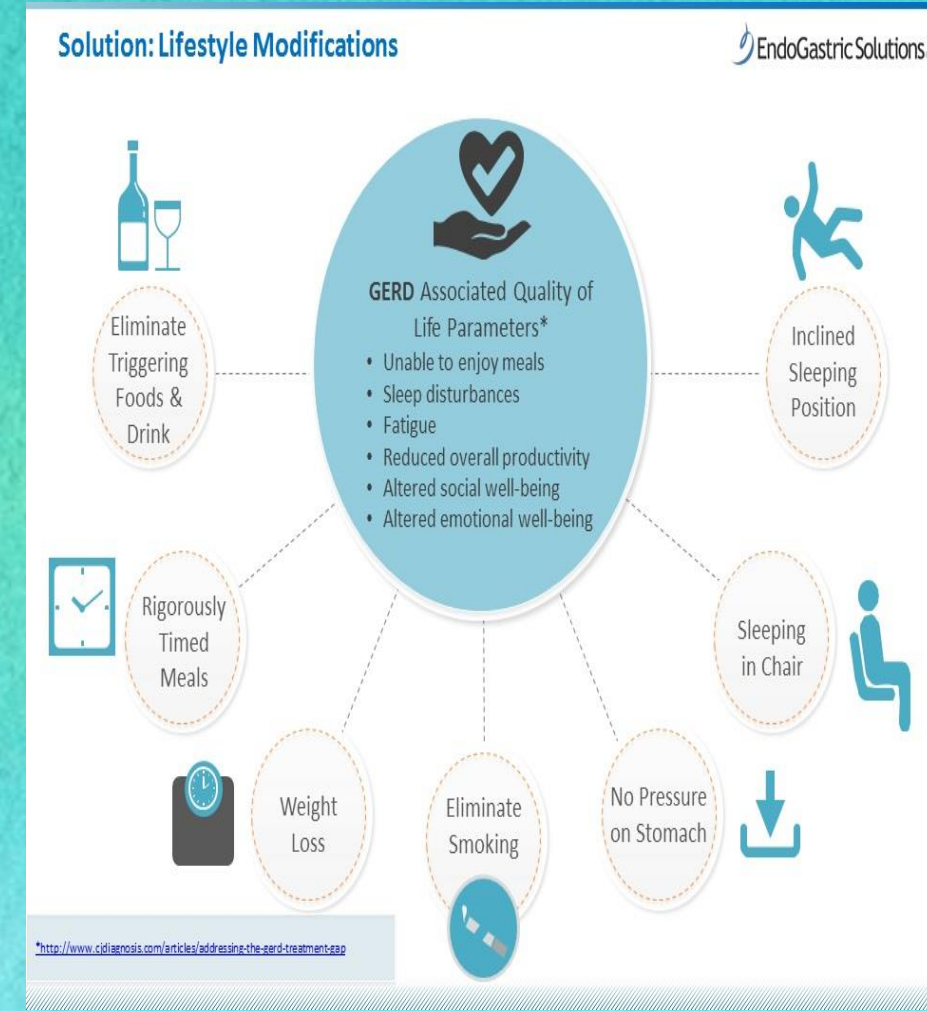 Solution: Lifestyle Modifications
EndoGastric Solutions
GERD Associated Quality of
Life Parameters*
• Unable to enjoy meals
• Sleep disturbances
• Fatigue
• Reduced overall productivity
• Altered social well-being
• Altered emotional well-being
Eliminate
Triggering
Foods &
Drink
Inclined
Sleeping
Position
Rigorously
Timed
Meals
Sleeping
in Chair
Weight
Loss
Eliminate
Smoking
No Pressure
on Stomach
*http://www.cjdiagnosis.com/articles/addressing-the-gerd-treatment-gap